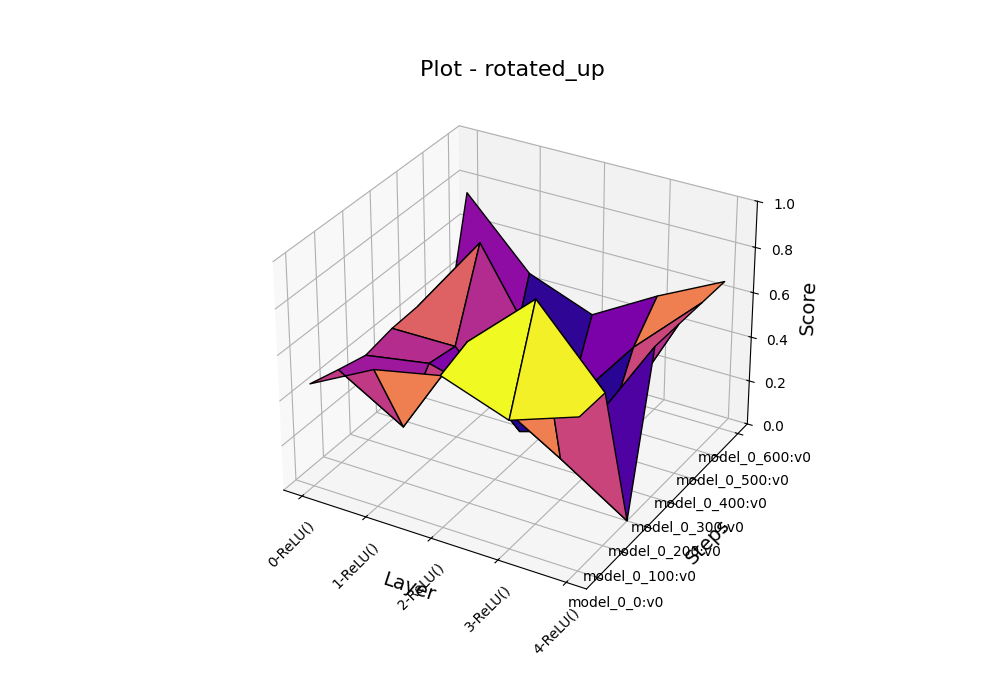 Plot - rotated_up
1.0
0.8
0.6
0.4
0.2
0.0
Score
model_0_600:v0
model_0_500:v0
model_0_400:v0
model_0_300:v0
model_0_200:v0
model_0_100:v0
model_0_0:v0
Steps
0-ReLU()
1-ReLU()
2-ReLU()
3-ReLU()
4-ReLU()
Layer